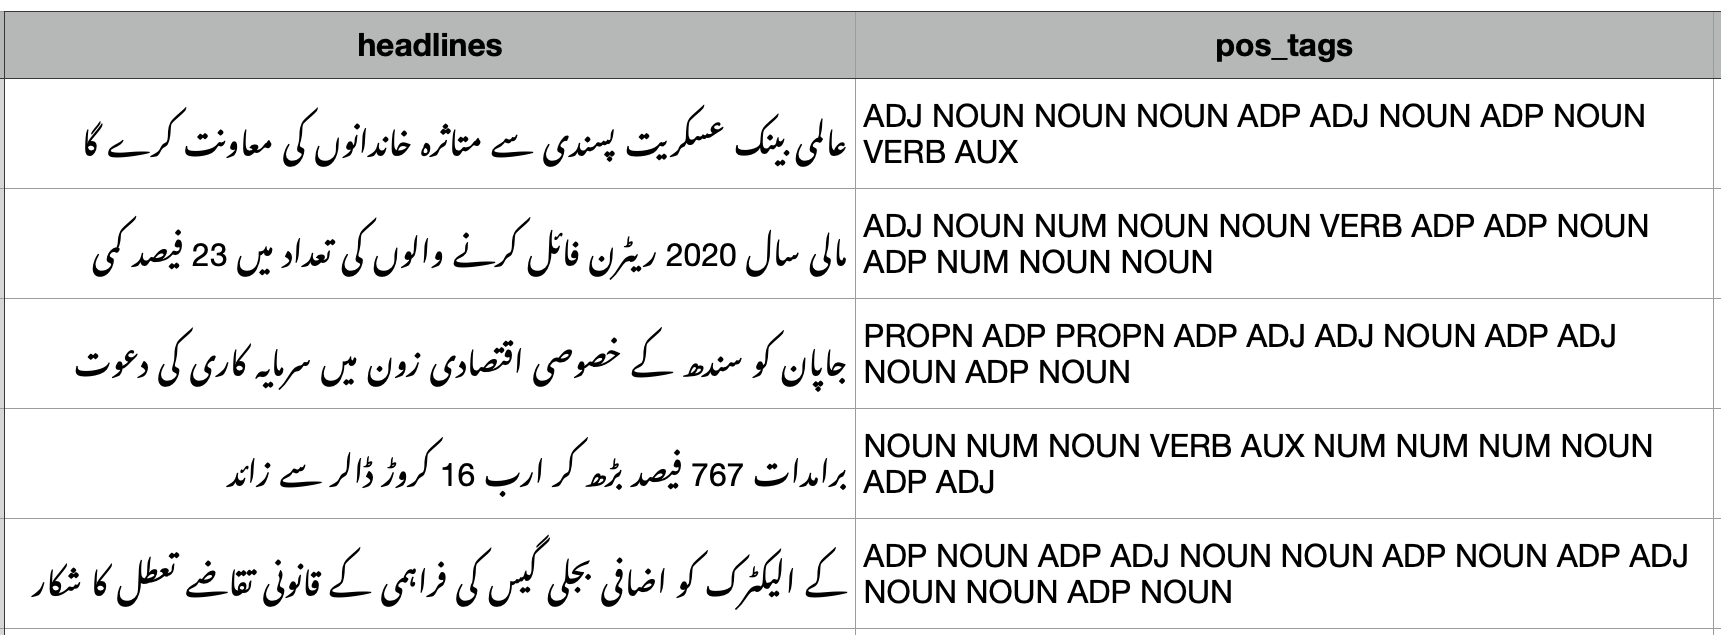 headlines
pos_tags
عالمی بینک عسکریت پسندی سے متاثرہ خاندانوں کی معاونت کرے گا
ADJ NOUN NOUN NOUN ADP ADJ NOUN ADP NOUN
VERB AUX
مالی سال 2020 ریٹرن فائل کرنے والوں کی تعداد میں 23 فیصد کمی
ADJ NOUN NUM NOUN NOUN VERB ADP ADP NOUN
ADP NUM NOUN NOUN
جاپان کو سندھ کے خصوصی اقتصادی زون میں سرمایہ کاری کی دعوت
PROPN ADP PROPN ADP ADJ ADJ NOUN ADP ADJ
NOUN ADP NOUN
برامدات 767 فیصد بڑھ کر ارب 16 کروڑ ڈالر سے زائد
NOUN NUM NOUN VERB AUX NUM NUM NUM NOUN
ADP ADJ
کے الیکٹرک کو اضافی بجلی گیس کی فراہمی کے قانونی تقاضے تعطل کا شکار
ADP NOUN ADP ADJ NOUN NOUN ADP NOUN ADP ADJ
NOUN NOUN ADP NOUN